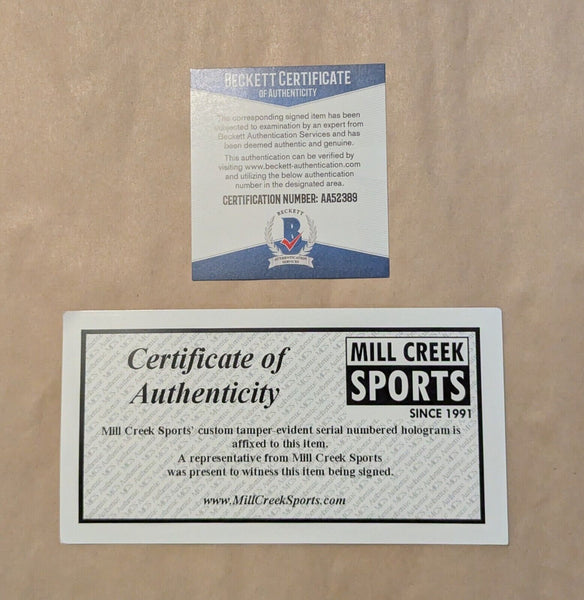 BECKETT CERTIFICATE
OF AUTHENTICITY
The corresponding signed item has been
subjected to examination by an expert from
Beckett Authentication Services and has
been deemed authentic and genuine.
This authentication can be verified by
visiting www.beckett-authentication.com
and utilizing the below authentication
number in the designated area.
CERTIFICATION NUMBER: AA52389
BECKETT
B
AUTHENTICATION
SERVICES
Certificate of
Authenticity
MILL CREEK
SPORTS
SINCE 1991
Mill Creek Sports' custom tamper-evident serial numbered hologram is
affixed to this item.
A representative from Mill Creek Sports
was present to witness this item being signed.
www.MillCreekSports.com